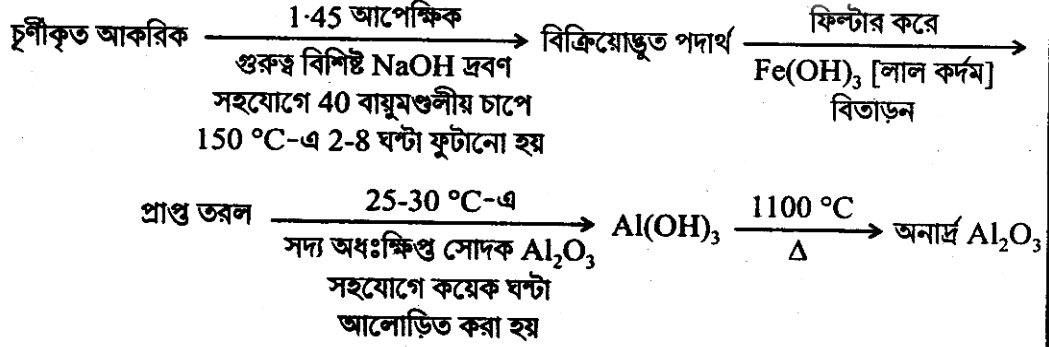 চূর্ণীকৃত আকরিক 1·45 আপেক্ষিক বিক্রিয়োদ্ভূত পদার্থ ফিল্টার করে
গুরুত্ব বিশিষ্ট NaOH দ্রবণ Fe(OH)₃ [লাল কর্দম]
সহযোগে 40 বায়ুমণ্ডলীয় চাপে বিতাড়ন
150 °C-এ 2-8 ঘন্টা ফুটানো হয়
প্রাপ্ত তরল 25-30 °C-এ Al(OH)₃ 1100 °C অনার্দ্র Al₂O₃
সদ্য অধঃক্ষিপ্ত সোদক Al₂O₃ Δ
সহযোগে কয়েক ঘন্টা
আলোড়িত করা হয়